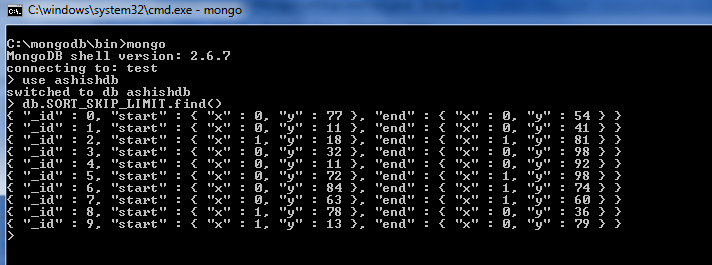 C:\windows\system32\cmd.exe - mongo
C:\mongodb\bin>mongo
MongoDB shell version: 2.6.7
connecting to: test
> use ashishdb
switched to db ashishdb
> db.SORT_SKIP_LIMIT.find()
{ "_id" : 0, "start" : { "x" : 0, "y" : 77 }, "end" : { "x" : 0, "y" : 54 } }
{ "_id" : 1, "start" : { "x" : 0, "y" : 11 }, "end" : { "x" : 0, "y" : 41 } }
{ "_id" : 2, "start" : { "x" : 1, "y" : 18 }, "end" : { "x" : 1, "y" : 81 } }
{ "_id" : 3, "start" : { "x" : 0, "y" : 32 }, "end" : { "x" : 0, "y" : 98 } }
{ "_id" : 4, "start" : { "x" : 0, "y" : 11 }, "end" : { "x" : 0, "y" : 92 } }
{ "_id" : 5, "start" : { "x" : 0, "y" : 72 }, "end" : { "x" : 1, "y" : 98 } }
{ "_id" : 6, "start" : { "x" : 0, "y" : 84 }, "end" : { "x" : 1, "y" : 74 } }
{ "_id" : 7, "start" : { "x" : 0, "y" : 63 }, "end" : { "x" : 1, "y" : 60 } }
{ "_id" : 8, "start" : { "x" : 1, "y" : 78 }, "end" : { "x" : 0, "y" : 36 } }
{ "_id" : 9, "start" : { "x" : 1, "y" : 13 }, "end" : { "x" : 0, "y" : 79 } }
>